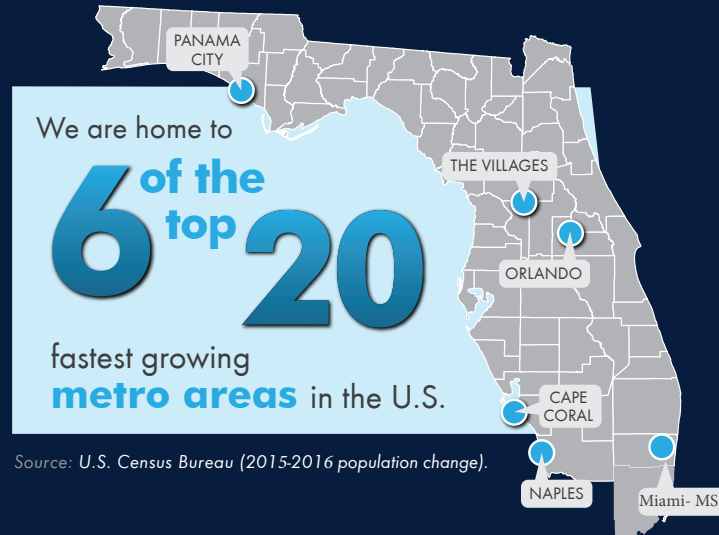 PANAMA
CITY
We are home to
6 of the
top 20
THE VILLAGES
ORLANDO
fastest growing
metro areas in the U.S.
CAPE
CORAL
Source: U.S. Census Bureau (2015-2016 population change).
NAPLES
Miami- MS